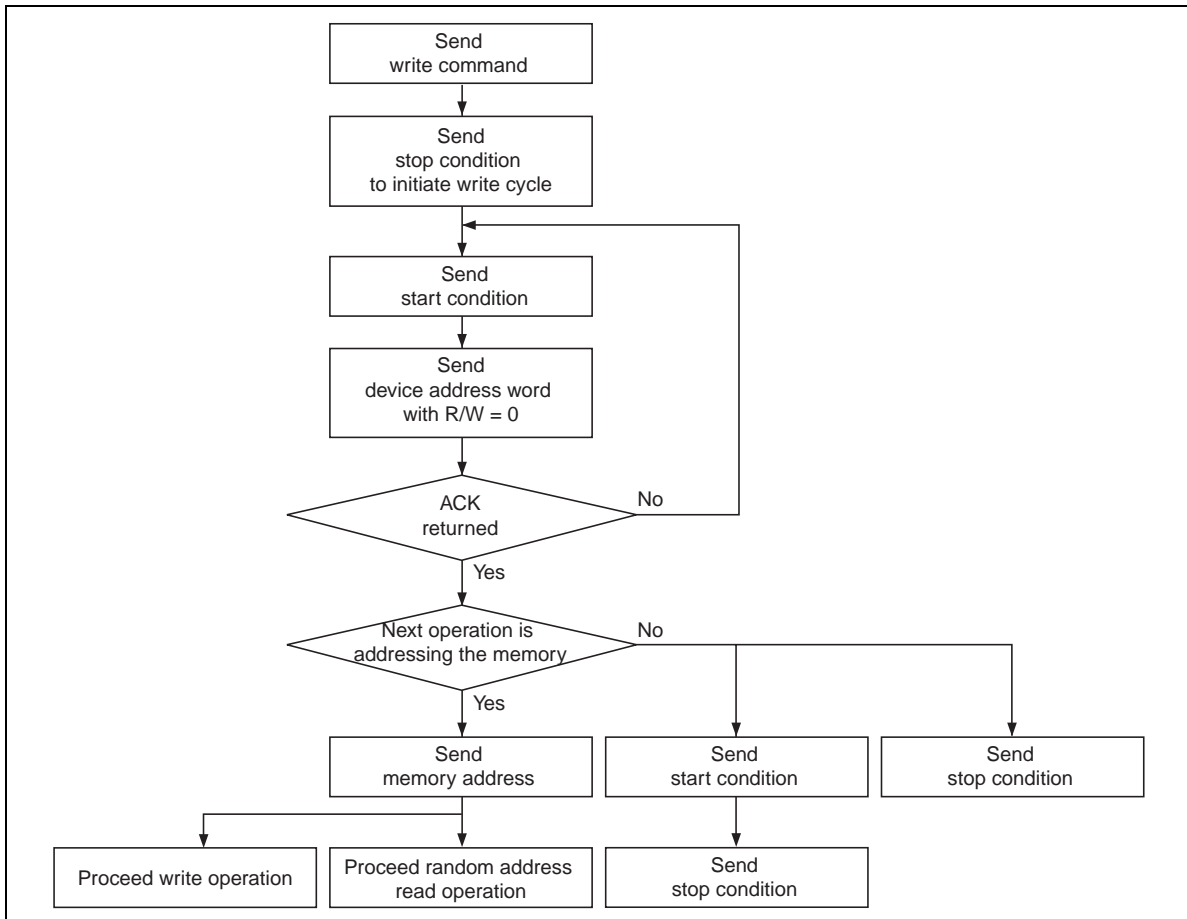 Send
write command
Send
stop condition
to initiate write cycle
Send
start condition
Send
device address word
with R/W = 0
ACK
returned
No
Yes
Next operation is
addressing the memory
No
Yes
Send
memory address
Send
start condition
Send
stop condition
Proceed write operation
Proceed random address
read operation
Send
stop condition